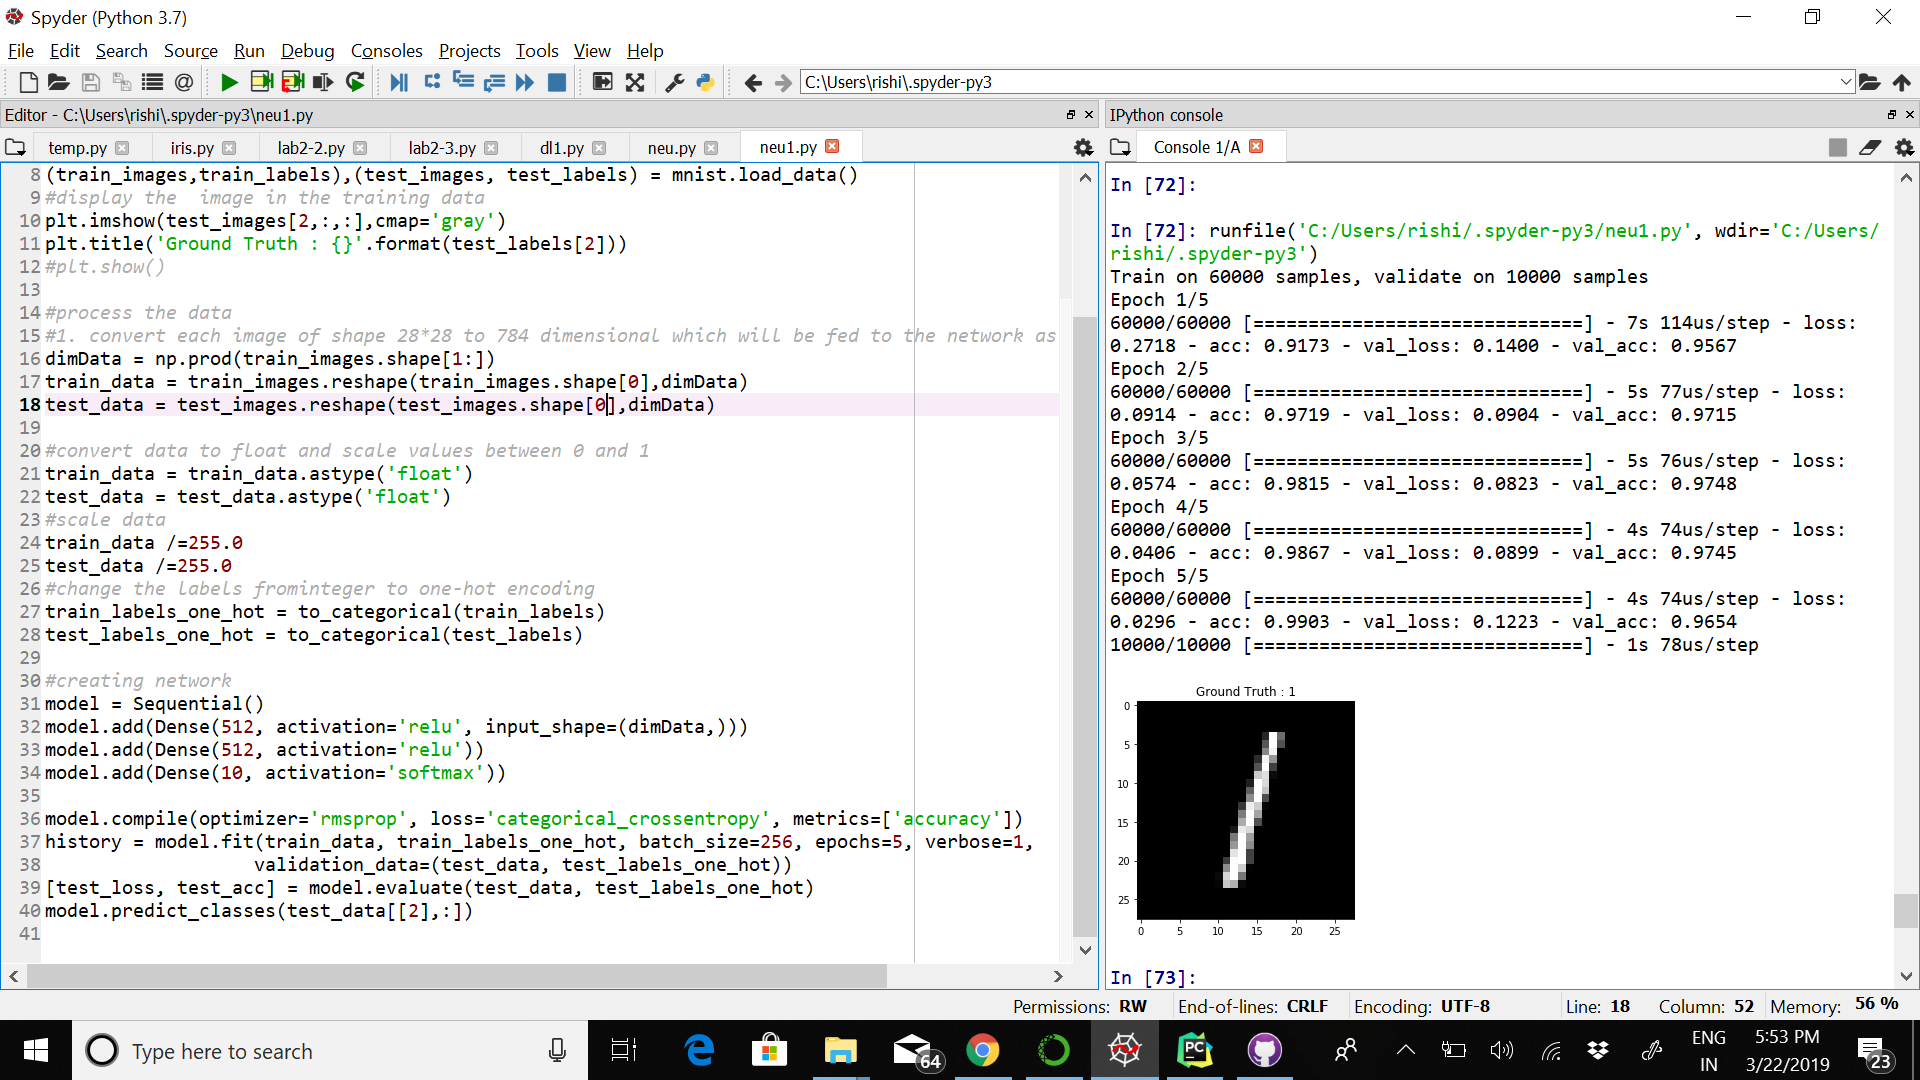 Spyder (Python 3.7)
File Edit Search Source Run Debug Consoles Projects Tools View Help
C:\Users\rishi\.spyder-py3
Editor - C:\Users\rishi\.spyder-py3\neu1.py
temp.py iris.py lab2-2.py lab2-3.py dl1.py neu.py neu1.py
8 (train_images,train_labels),(test_images, test_labels) = mnist.load_data()
9 #display the  image in the training data
10 plt.imshow(test_images[2,:,:],cmap='gray')
11 plt.title('Ground Truth : {}'.format(test_labels[2]))
12 #plt.show()
13
14 #process the data
15 #1. convert each image of shape 28*28 to 784 dimensional which will be fed to the network as
16 dimData = np.prod(train_images.shape[1:])
17 train_data = train_images.reshape(train_images.shape[0],dimData)
18 test_data = test_images.reshape(test_images.shape[0],dimData)
19
20 #convert data to float and scale values between 0 and 1
21 train_data = train_data.astype('float')
22 test_data = test_data.astype('float')
23 #scale data
24 train_data /=255.0
25 test_data /=255.0
26 #change the labels frominteger to one-hot encoding
27 train_labels_one_hot = to_categorical(train_labels)
28 test_labels_one_hot = to_categorical(test_labels)
29
30 #creating network
31 model = Sequential()
32 model.add(Dense(512, activation='relu', input_shape=(dimData,)))
33 model.add(Dense(512, activation='relu'))
34 model.add(Dense(10, activation='softmax'))
35
36 model.compile(optimizer='rmsprop', loss='categorical_crossentropy', metrics=['accuracy'])
37 history = model.fit(train_data, train_labels_one_hot, batch_size=256, epochs=5, verbose=1,
38                    validation_data=(test_data, test_labels_one_hot))
39 [test_loss, test_acc] = model.evaluate(test_data, test_labels_one_hot)
40 model.predict_classes(test_data[[2],:])
41
IPython console
Console 1/A
In [72]:
In [72]: runfile('C:/Users/rishi/.spyder-py3/neu1.py', wdir='C:/Users/
rishi/.spyder-py3')
Train on 60000 samples, validate on 10000 samples
Epoch 1/5
60000/60000 [==============================] - 7s 114us/step - loss:
0.2718 - acc: 0.9173 - val_loss: 0.1400 - val_acc: 0.9567
Epoch 2/5
60000/60000 [==============================] - 5s 77us/step - loss:
0.0914 - acc: 0.9719 - val_loss: 0.0904 - val_acc: 0.9715
Epoch 3/5
60000/60000 [==============================] - 5s 76us/step - loss:
0.0574 - acc: 0.9815 - val_loss: 0.0823 - val_acc: 0.9748
Epoch 4/5
60000/60000 [==============================] - 4s 74us/step - loss:
0.0406 - acc: 0.9867 - val_loss: 0.0899 - val_acc: 0.9745
Epoch 5/5
60000/60000 [==============================] - 4s 74us/step - loss:
0.0296 - acc: 0.9903 - val_loss: 0.1223 - val_acc: 0.9654
10000/10000 [==============================] - 1s 78us/step
Ground Truth : 1
0
5
10
15
20
25
0 5 10 15 20 25
In [73]:
Permissions: RW End-of-lines: CRLF Encoding: UTF-8 Line: 18 Column: 52 Memory: 56 %
Type here to search
64
PC
ENG
IN
5:53 PM
3/22/2019
23